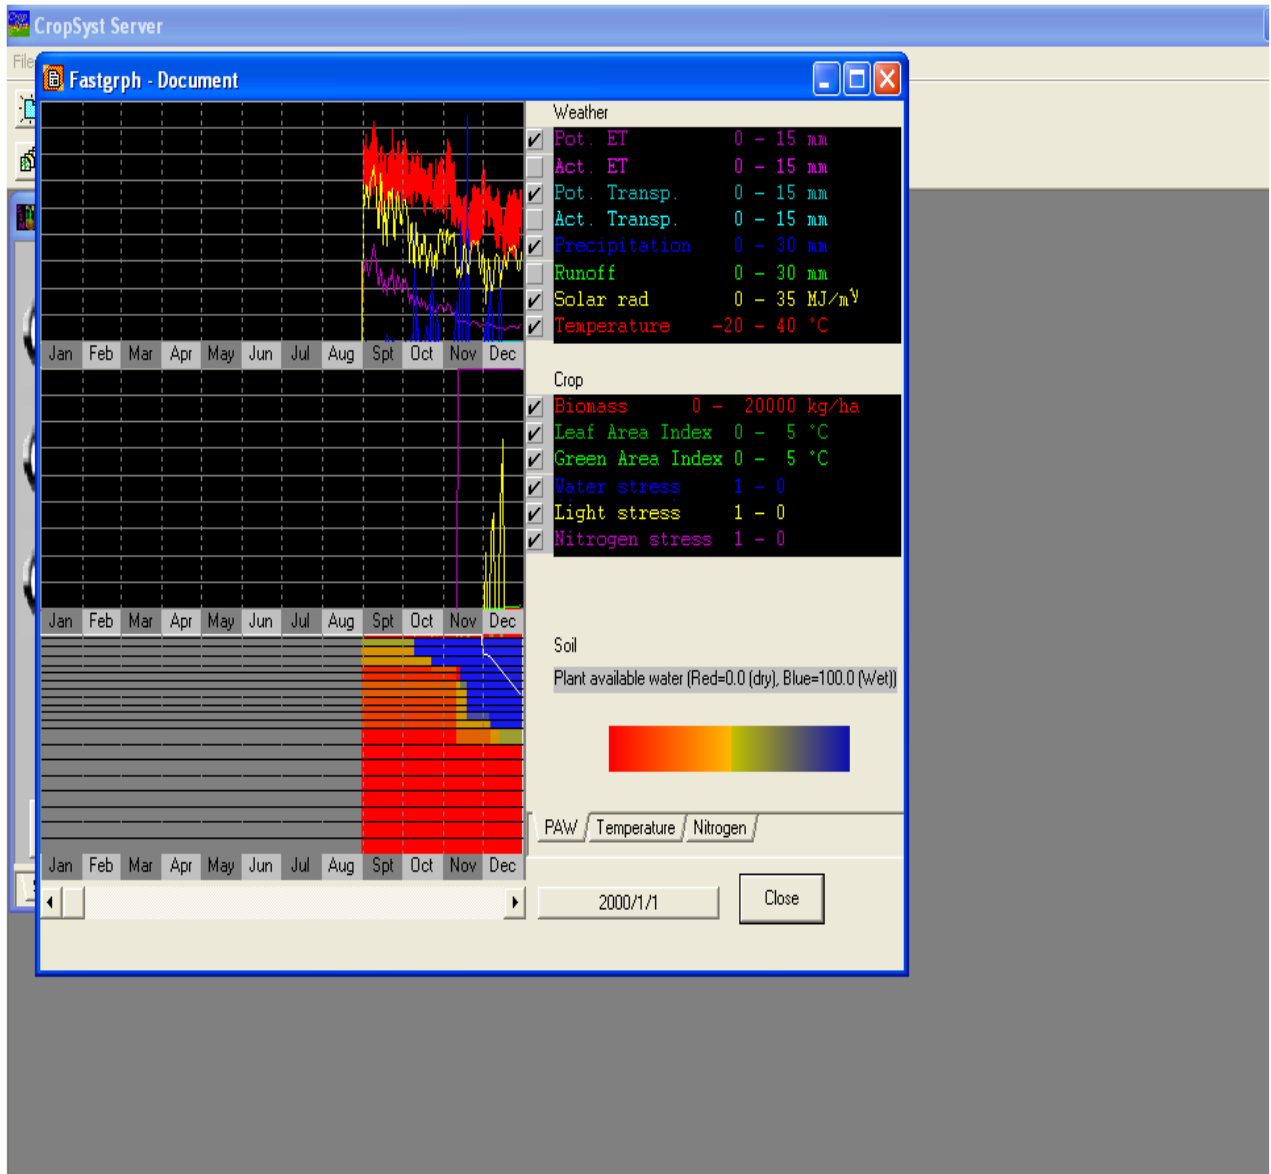 CropSyst Server
File
Fastgrph - Document
Weather
Pot. ET 0 - 15 mm
Act. ET 0 - 15 mm
Pot. Transp. 0 - 15 mm
Act. Transp. 0 - 15 mm
Precipitation 0 - 30 mm
Runoff 0 - 30 mm
Solar rad 0 - 35 MJ/m^y
Temperature -20 - 40 °C
Jan Feb Mar Apr May Jun Jul Aug Spt Oct Nov Dec
Crop
Biomass 0 - 20000 kg/ha
Leaf Area Index 0 - 5 °C
Green Area Index 0 - 5 °C
Water stress 1 - 0
Light stress 1 - 0
Nitrogen stress 1 - 0
Jan Feb Mar Apr May Jun Jul Aug Spt Oct Nov Dec
Soil
Plant available water (Red=0.0 (dry), Blue=100.0 (Wet))
PAW Temperature Nitrogen
Jan Feb Mar Apr May Jun Jul Aug Spt Oct Nov Dec
2000/1/1 Close